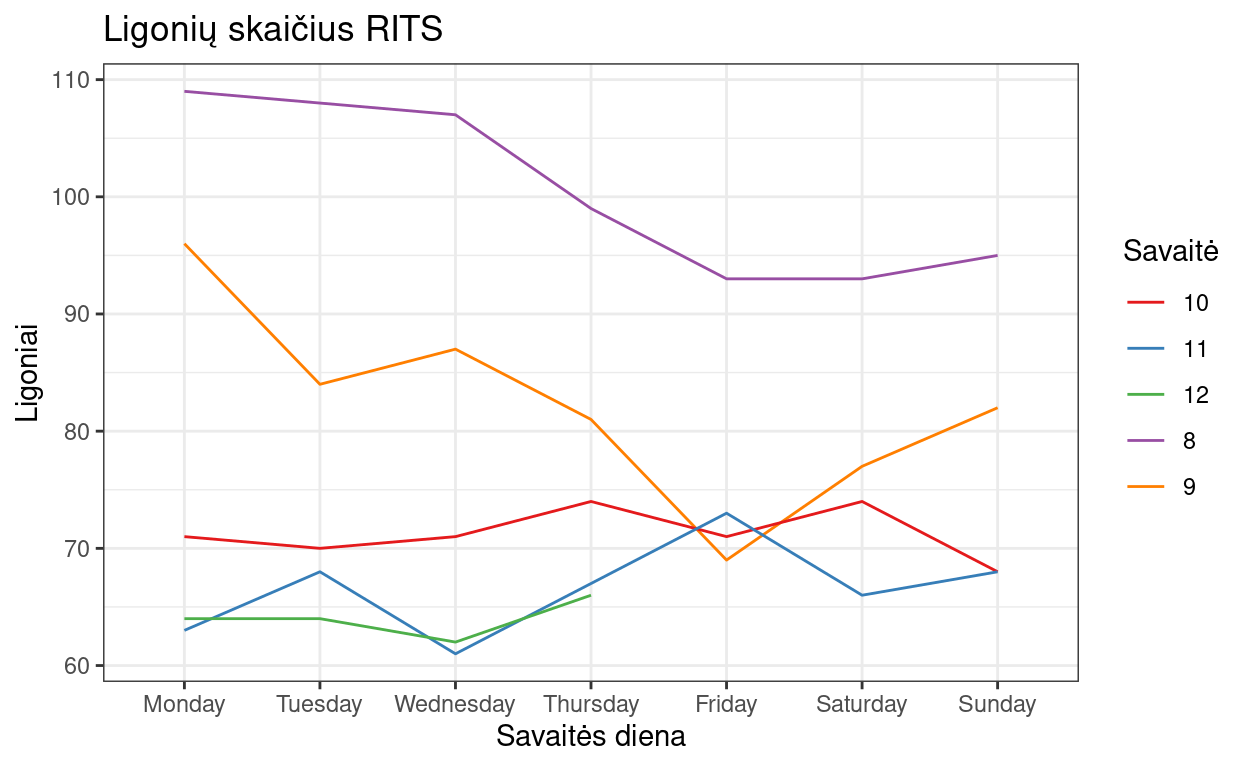 Ligonių skaičius RITS
Ligoniai
110
100
90
80
70
60
Monday Tuesday Wednesday Thursday Friday Saturday Sunday
Savaitės diena
Savaitė
10
11
12
8
9